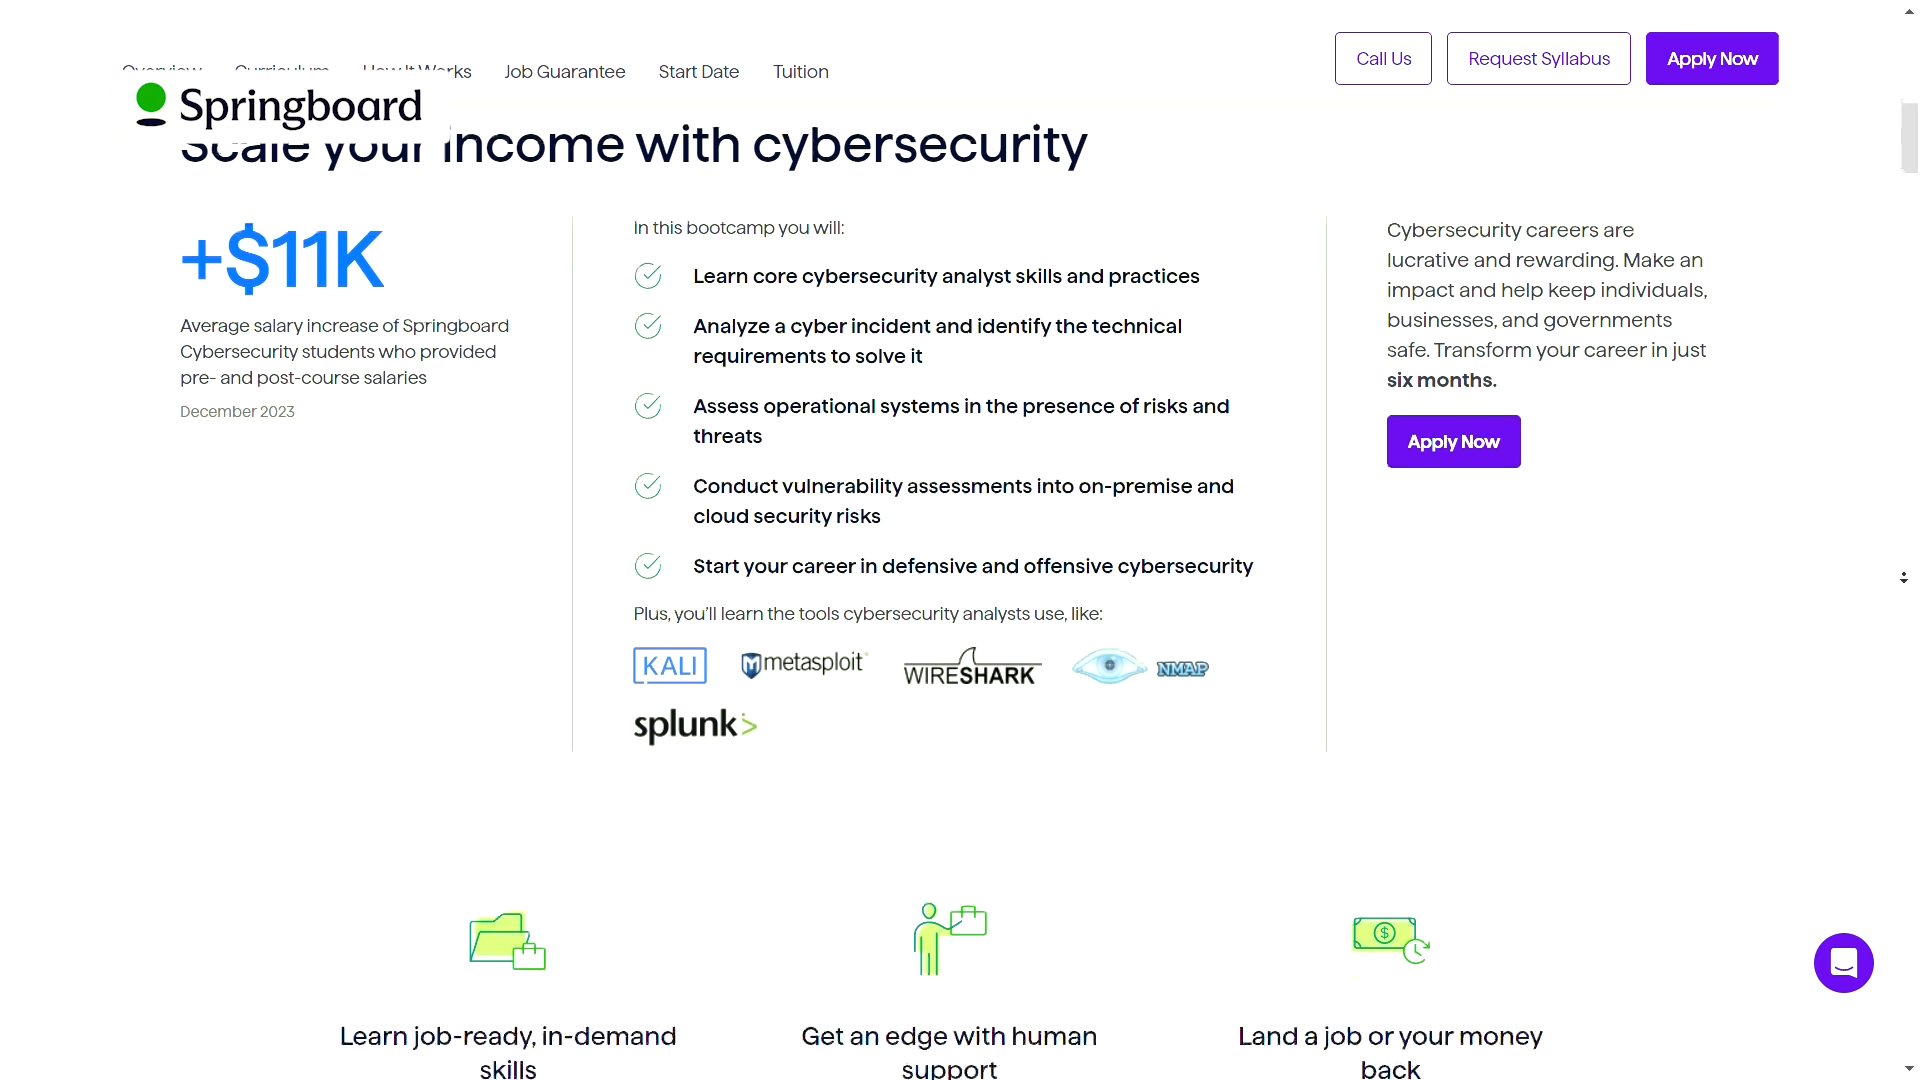 Overview Curriculum How It Works Job Guarantee Start Date Tuition
Call Us Request Syllabus Apply Now
Springboard
Scale your income with cybersecurity
+$11K
Average salary increase of Springboard
Cybersecurity students who provided
pre- and post-course salaries
December 2023
In this bootcamp you will:
Learn core cybersecurity analyst skills and practices
Analyze a cyber incident and identify the technical
requirements to solve it
Assess operational systems in the presence of risks and
threats
Conduct vulnerability assessments into on-premise and
cloud security risks
Start your career in defensive and offensive cybersecurity
Plus, you'll learn the tools cybersecurity analysts use, like:
KALI metasploit WIRESHARK NMAP
splunk>
Cybersecurity careers are
lucrative and rewarding. Make an
impact and help keep individuals,
businesses, and governments
safe. Transform your career in just
six months.
Apply Now
Learn job-ready, in-demand
skills
Get an edge with human
support
Land a job or your money
back